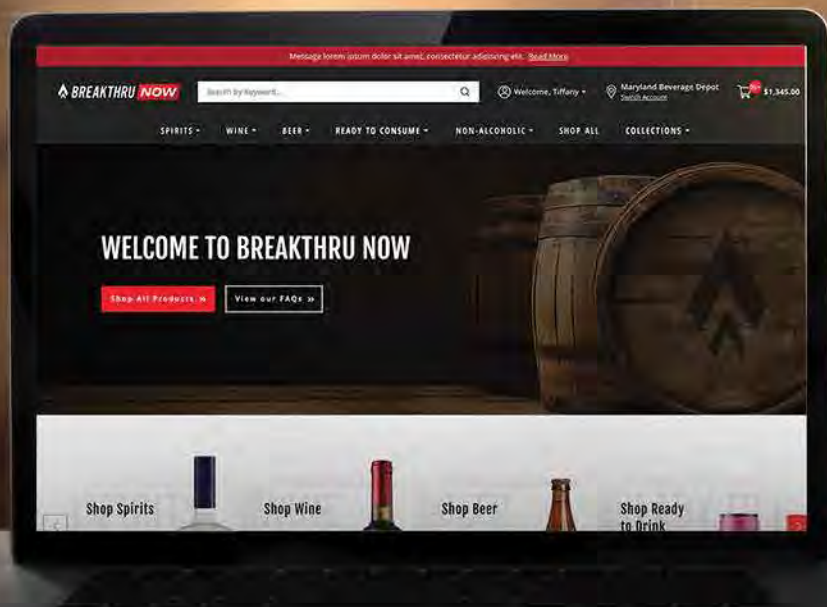 Message lorem ipsum dolor sit amet, consectetur adipiscing elit. Read More
BREAKTHRU NOW
Search by Keyword...
Welcome, Tiffany
Maryland Beverage Depot
Switch Account
$1,345.00
SPIRITS WINE BEER READY TO CONSUME NON-ALCOHOLIC SHOP ALL COLLECTIONS
WELCOME TO BREAKTHRU NOW
Shop All Products »
View our FAQs »
Shop Spirits
Shop Wine
Shop Beer
Shop Ready
to Drink